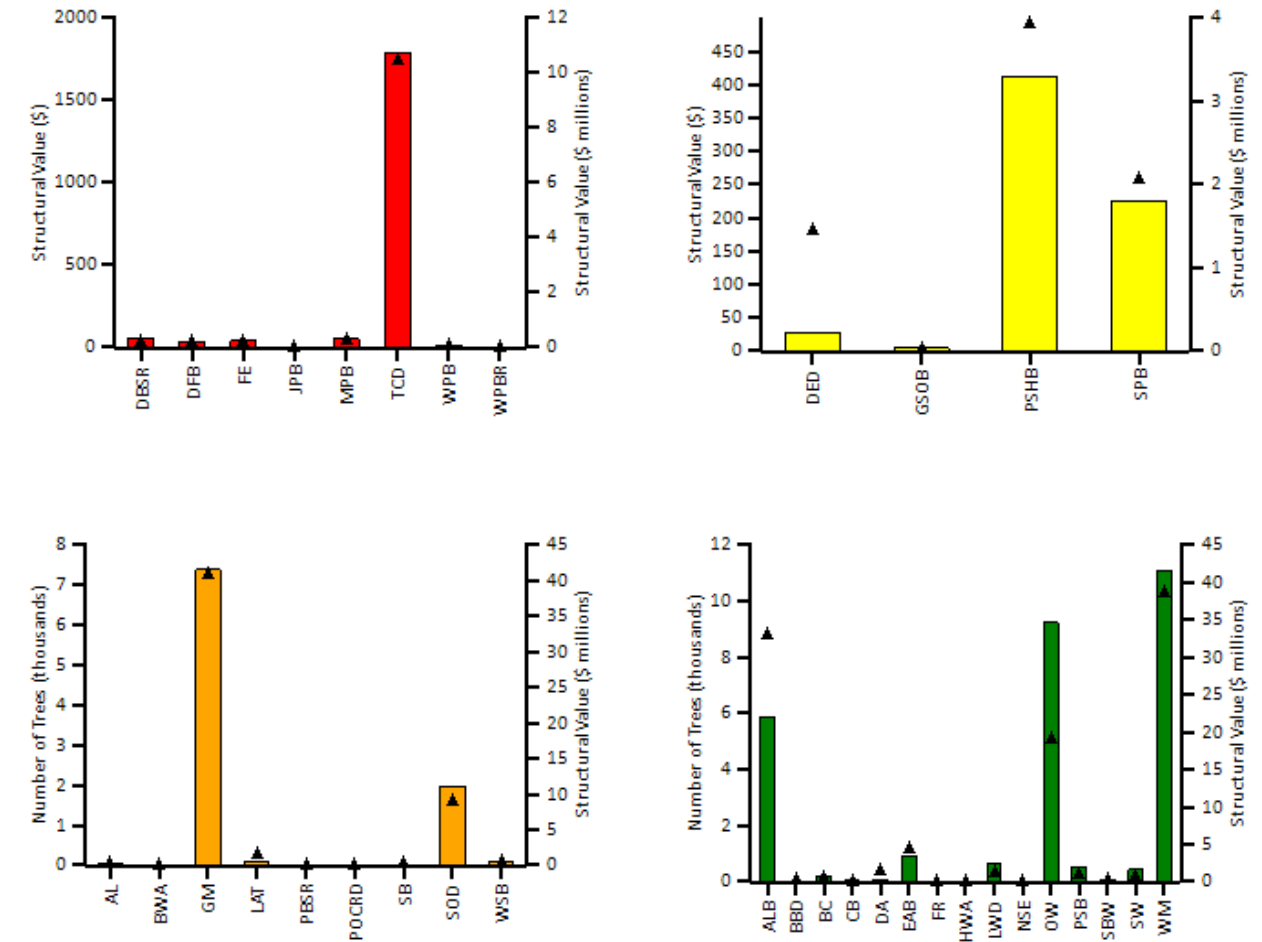 2000
1500
1000
500
0
Structural Value ($)
12
10
8
6
4
2
0
Structural Value ($ millions)
DBSR
DFB
FE
JPB
MPB
TCD
WPB
WPBR
450
400
350
300
250
200
150
100
50
0
Structural Value ($)
4
3
2
1
0
Structural Value ($ millions)
DED
GSOB
PSHB
SPB
8
7
6
5
4
3
2
1
0
Number of Trees (thousands)
45
40
35
30
25
20
15
10
5
0
Structural Value ($ millions)
AL
BWA
GM
LAT
PBSR
POCRD
SB
SOD
WSB
12
10
8
6
4
2
0
Number of Trees (thousands)
45
40
35
30
25
20
15
10
5
0
Structural Value ($ millions)
ALB
BBD
BC
CB
DA
EAB
FR
HWA
LWD
NSE
OW
PSB
SBW
SW
WM